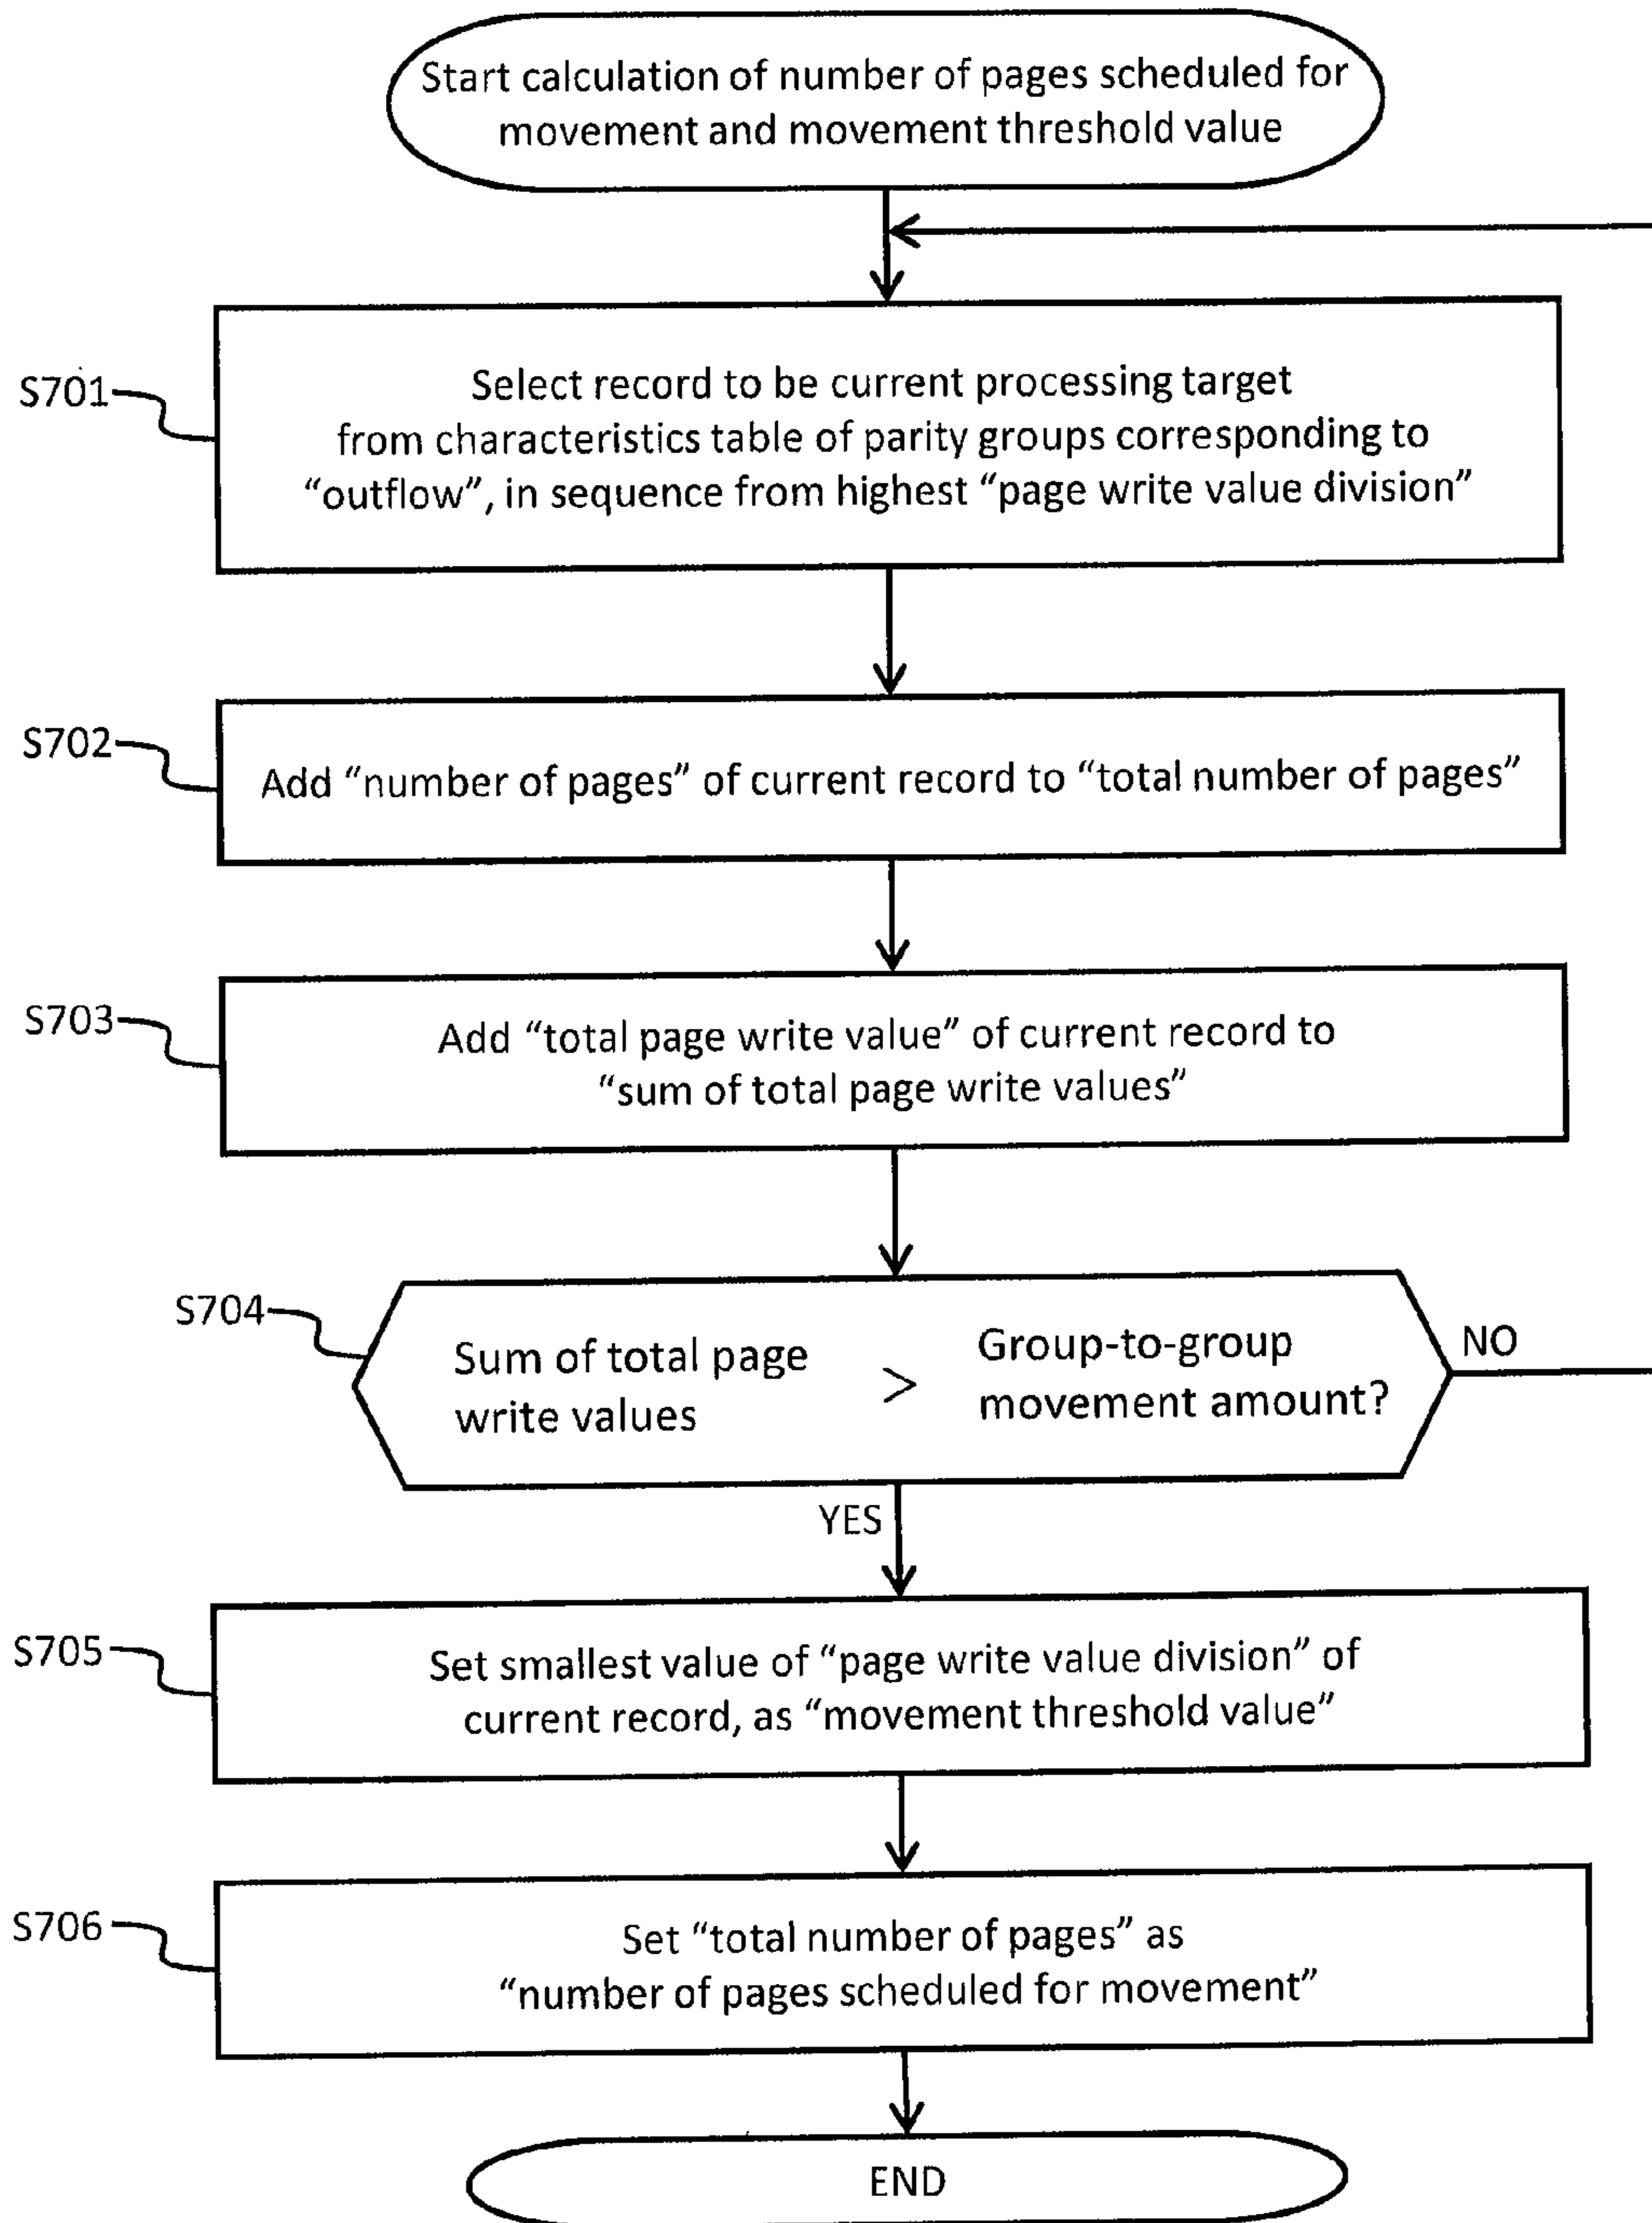 Start calculation of number of pages scheduled for
movement and movement threshold value
S701
Select record to be current processing target
from characteristics table of parity groups corresponding to
“outflow”, in sequence from highest “page write value division”
S702
Add “number of pages” of current record to “total number of pages”
S703
Add “total page write value” of current record to
“sum of total page write values”
S704
Sum of total page
write values
>
Group-to-group
movement amount?
NO
YES
S705
Set smallest value of “page write value division” of
current record, as “movement threshold value”
S706
Set “total number of pages” as
“number of pages scheduled for movement”
END